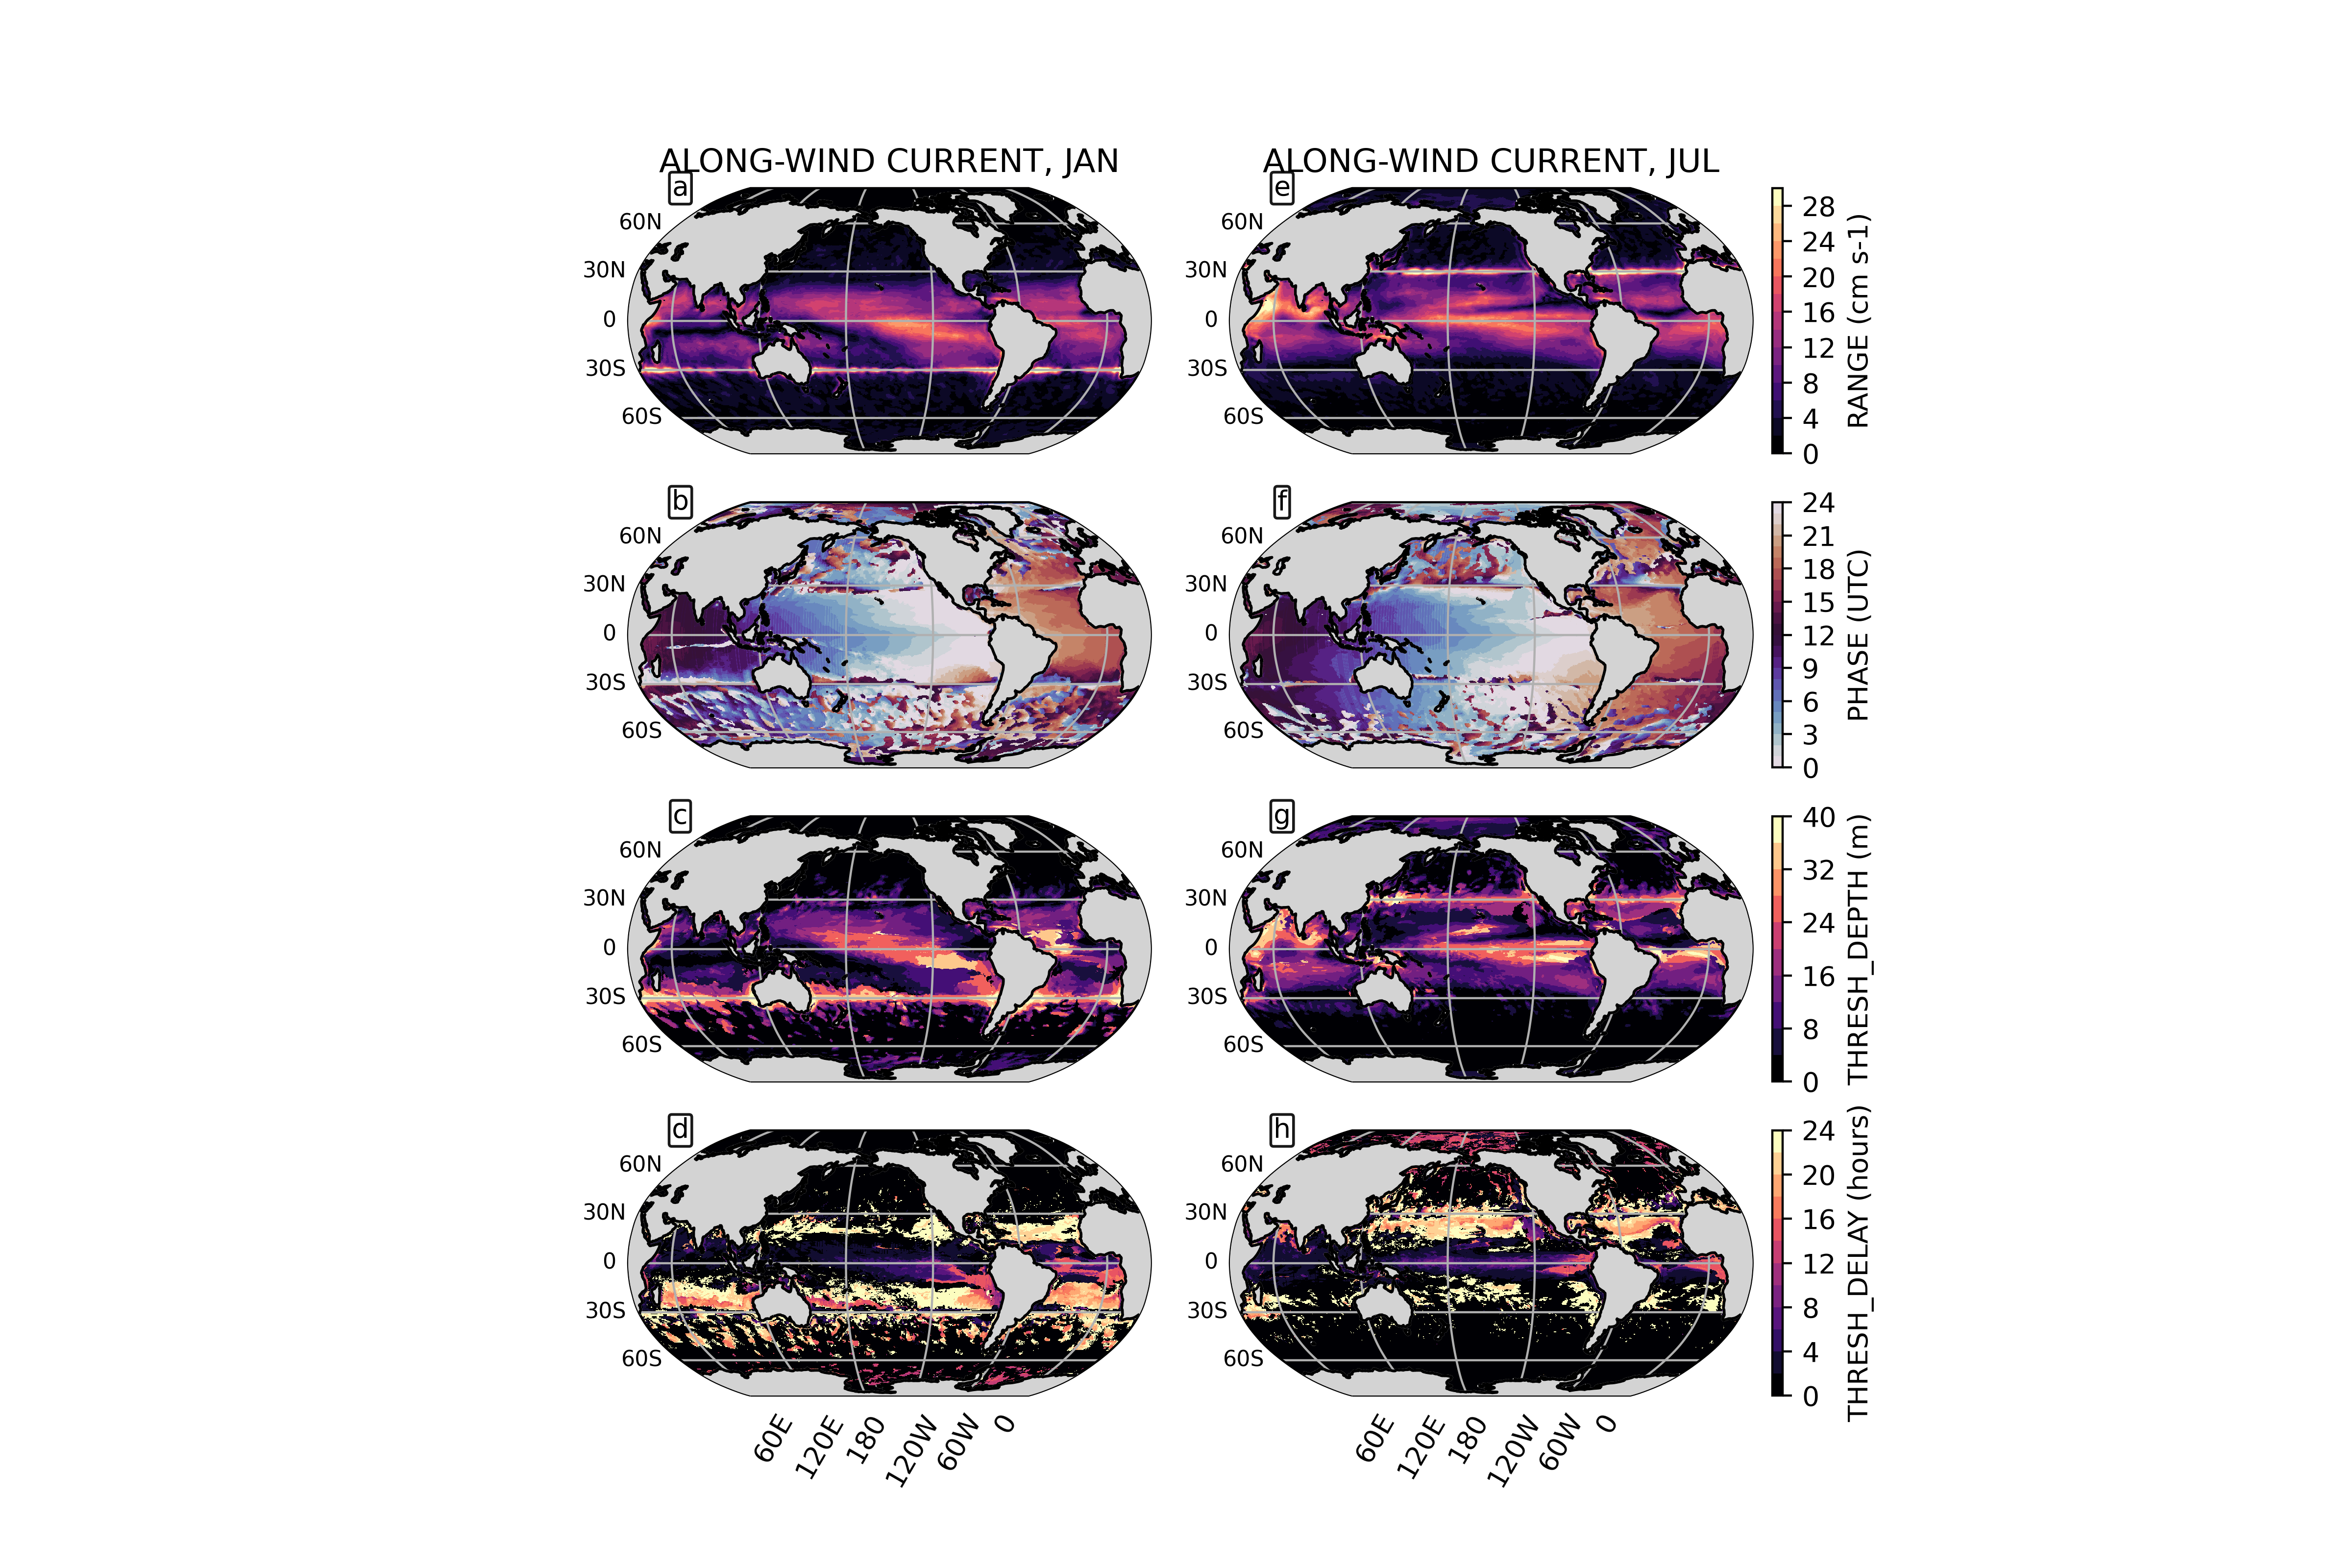 ALONG-WIND CURRENT, JAN
a
60N
30N
0
30S
60S
ALONG-WIND CURRENT, JUL
e
60N
30N
0
30S
60S
28
24
20
16
12
8
4
0
RANGE (cm s-1)
b
60N
30N
0
30S
60S
f
60N
30N
0
30S
60S
24
21
18
15
12
9
6
3
0
PHASE (UTC)
c
60N
30N
0
30S
60S
g
60N
30N
0
30S
60S
40
32
24
16
8
0
THRESH_DEPTH (m)
d
60N
30N
0
30S
60S
60E
120E
180
120W
60W
0
h
60N
30N
0
30S
60S
60E
120E
180
120W
60W
0
24
20
16
12
8
4
0
THRESH_DELAY (hours)